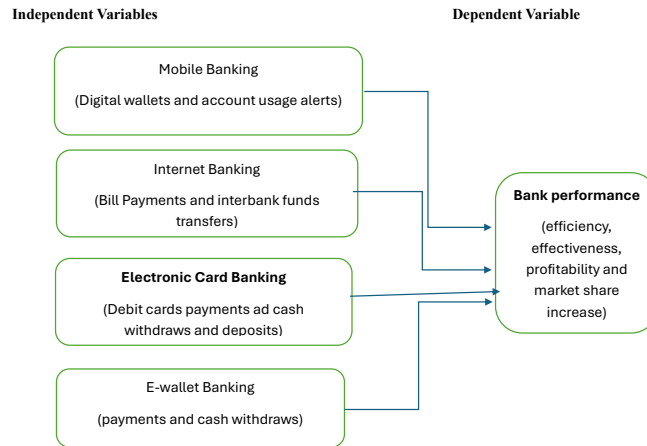 Independent Variables
Dependent Variable
Mobile Banking
(Digital wallets and account usage alerts)
Internet Banking
(Bill Payments and interbank funds
transfers)
Electronic Card Banking
(Debit cards payments ad cash
withdraws and deposits)
E-wallet Banking
(payments and cash withdraws)
Bank performance
(efficiency,
effectiveness,
profitability and
market share
increase)